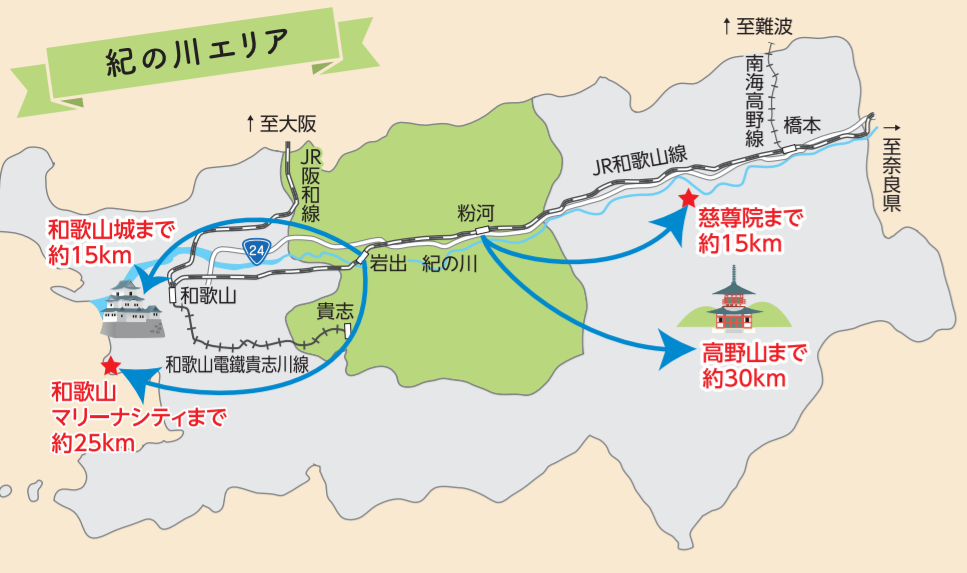 紀の川エリア
↑至難波
南海高野線
橋本
→至奈良県
↑至大阪
JR阪和線
JR和歌山線
和歌山城まで
約15km
24
粉河
慈尊院まで
約15km
岩出
紀の川
和歌山
貴志
和歌山電鐵貴志川線
高野山まで
約30km
和歌山
マリーナシティまで
約25km